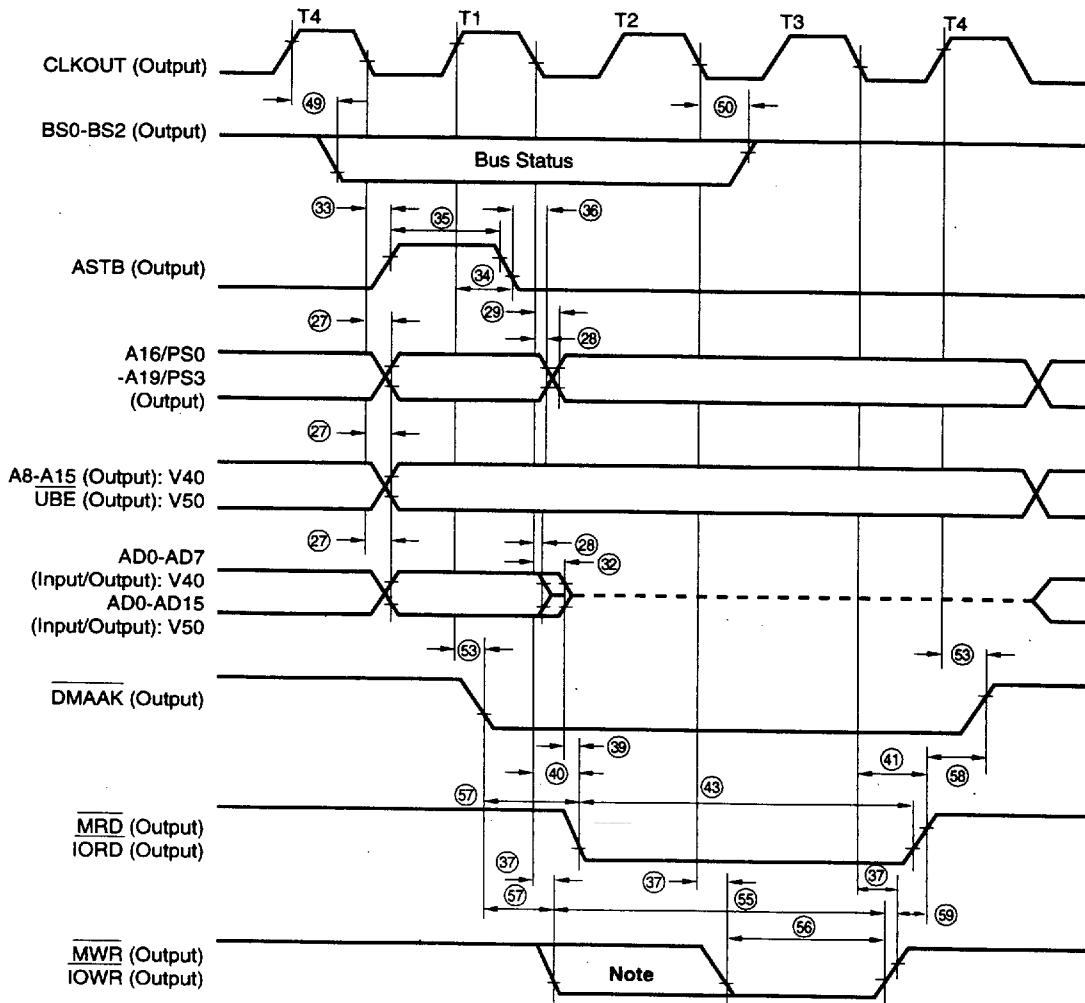 T4 T1 T2 T3 T4
CLKOUT (Output)
49 50
BS0-BS2 (Output)
Bus Status
33 35 36
ASTB (Output)
34
29
27 28
A16/PS0
-A19/PS3
(Output)
27
A8-A15 (Output): V40
UBE (Output): V50
27 28
AD0-AD7 32
(Input/Output): V40
AD0-AD15
(Input/Output): V50
53 53
DMAAK (Output)
39
40 41 58
57 43
MRD (Output)
IORD (Output)
37 37 37
57 55 59
56
MWR (Output)
IOWR (Output)
Note